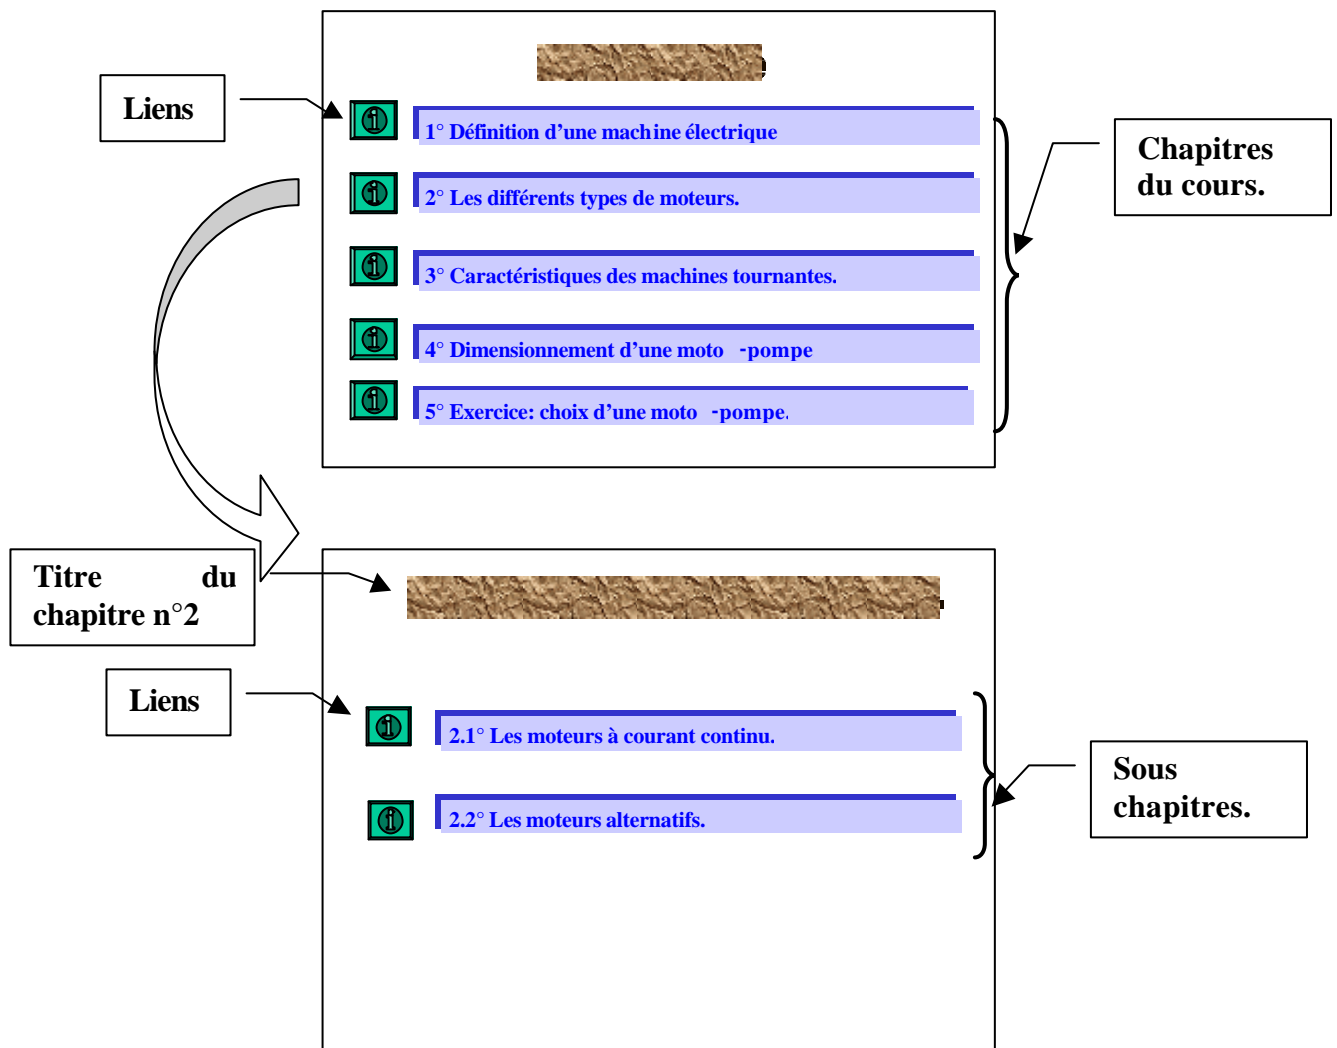 Liens
1° Définition d'une machine électrique
2° Les différents types de moteurs.
3° Caractéristiques des machines tournantes.
4° Dimensionnement d'une moto -pompe
5° Exercice: choix d'une moto -pompe.
Chapitres
du cours.
Titre du
chapitre n°2
Liens
2.1° Les moteurs à courant continu.
2.2° Les moteurs alternatifs.
Sous
chapitres.